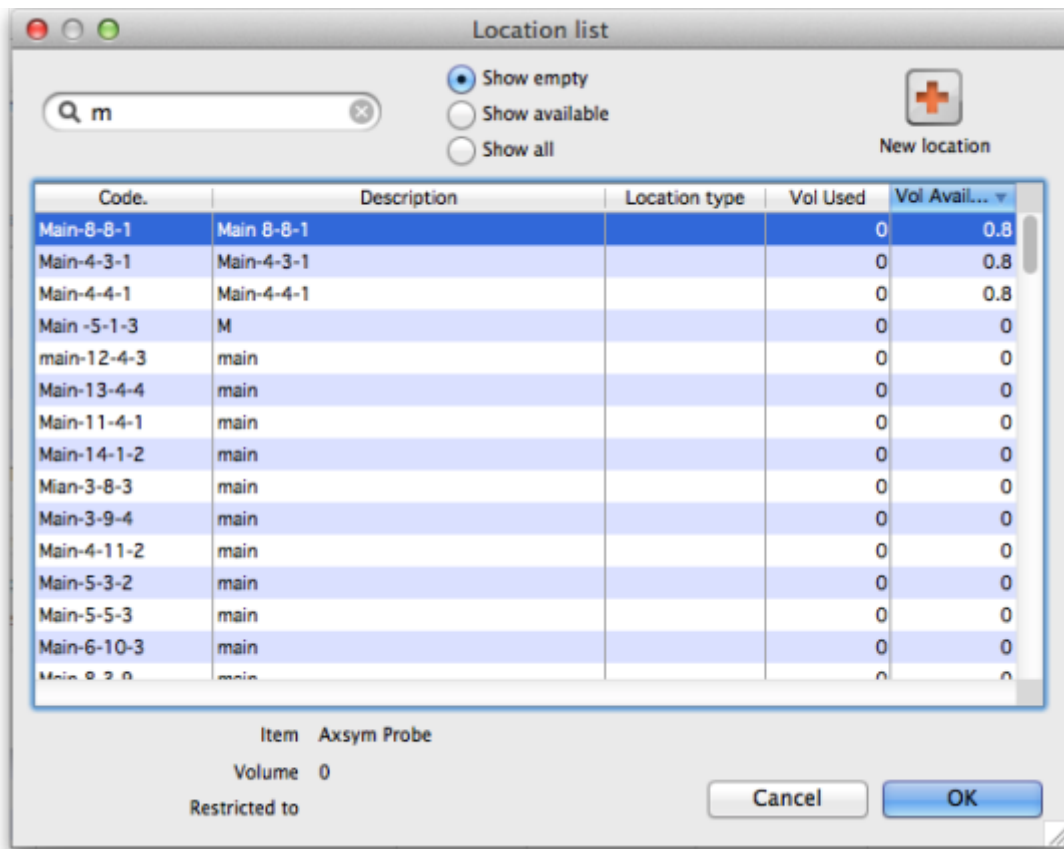 Location list
m
Show empty
Show available
Show all
New location
Code. Description Location type Vol Used Vol Avail...
Main-8-8-1 Main 8-8-1 0 0.8
Main-4-3-1 Main-4-3-1 0 0.8
Main-4-4-1 Main-4-4-1 0 0.8
Main -5-1-3 M 0 0
main-12-4-3 main 0 0
Main-13-4-4 main 0 0
Main-11-4-1 main 0 0
Main-14-1-2 main 0 0
Mian-3-8-3 main 0 0
Main-3-9-4 main 0 0
Main-4-11-2 main 0 0
Main-5-3-2 main 0 0
Main-5-5-3 main 0 0
Main-6-10-3 main 0 0
main 0 0
Item Axsym Probe
Volume 0
Restricted to
Cancel OK